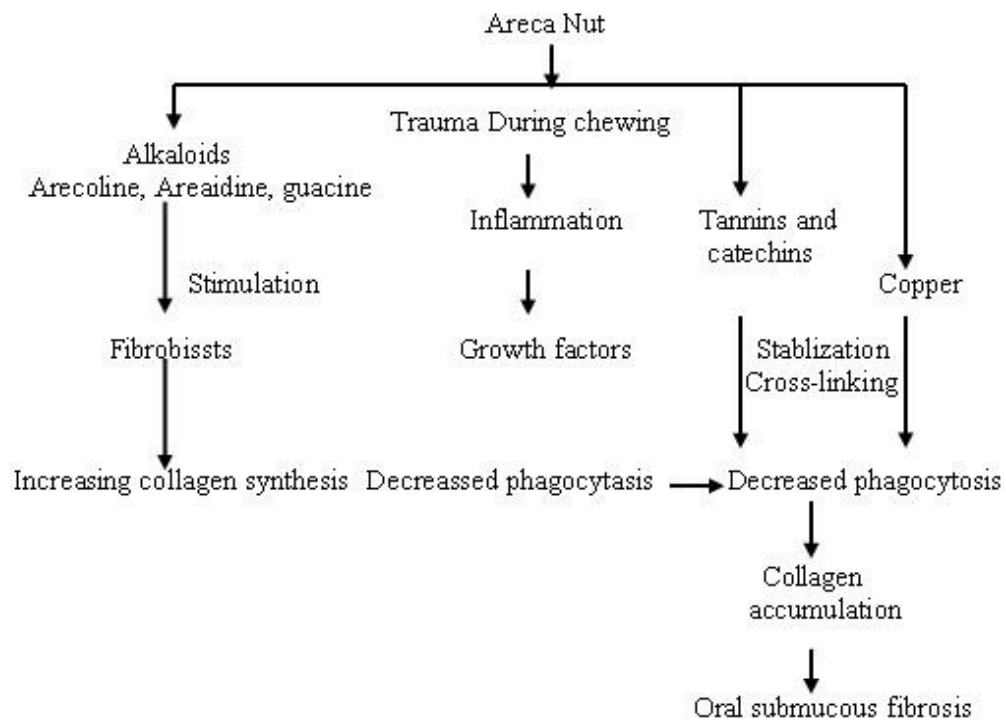 Areca Nut
Trauma During chewing
Alkaloids
Arecoline, Areaidine, guacine
Inflammation
Tannins and
catechins
Stimulation
Copper
Fibrobissts
Growth factors
Stablization
Cross-linking
Increasing collagen synthesis
Decreassed phagocytasis
Decreased phagocytosis
Collagen
accumulation
Oral submucous fibrosis